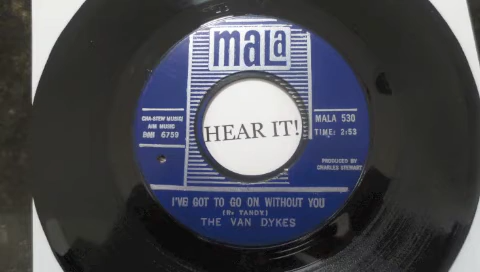 mala
CHA-STEW MUSIC/
AIM MUSIC
BMI 6759
HEAR IT!
MALA 530
TIME: 2:53
PRODUCED BY
CHARLES STEWART
I'VE GOT TO GO ON WITHOUT YOU
(R. TANDY)
THE VAN DYKES